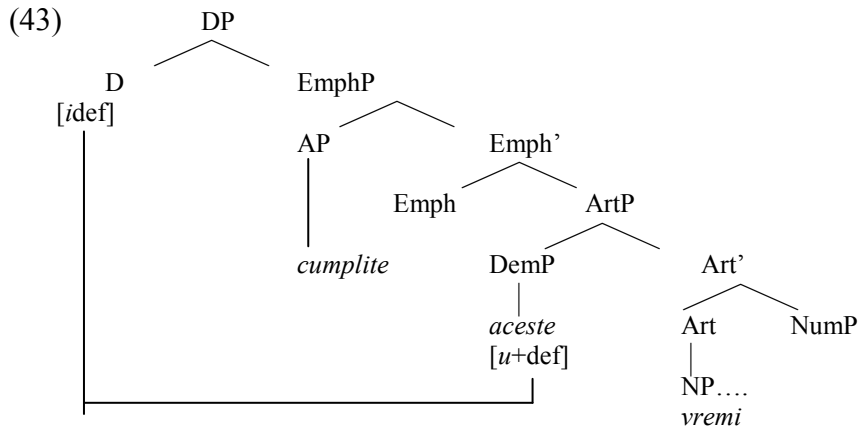 (43) DP
D EmphP
[idef]
AP Emph’
Emph ArtP
cumplite DemP Art’
aceste Art NumP
[u+def]
NP….
vremi